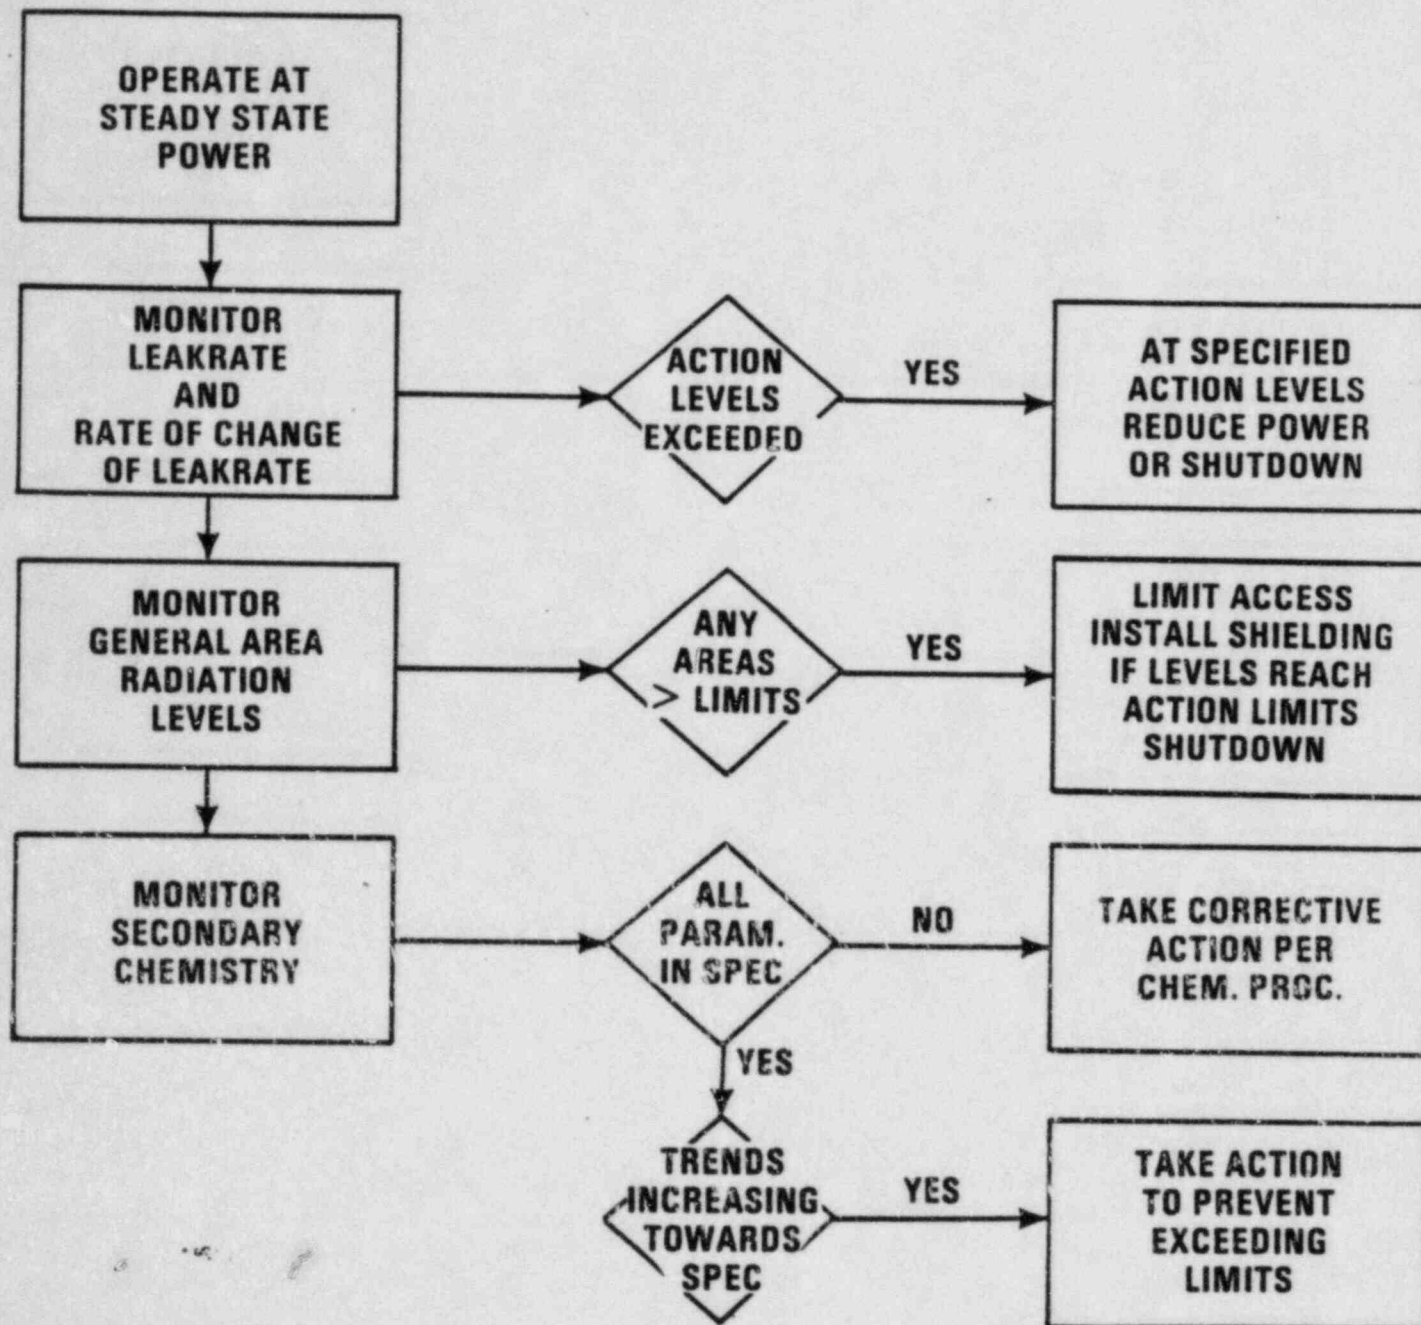 OPERATE AT
STEADY STATE
POWER
MONITOR
LEAKRATE
AND
RATE OF CHANGE
OF LEAKRATE
ACTION
LEVELS
EXCEEDED
YES
AT SPECIFIED
ACTION LEVELS
REDUCE POWER
OR SHUTDOWN
MONITOR
GENERAL AREA
RADIATION
LEVELS
ANY
AREAS
> LIMITS
YES
LIMIT ACCESS
INSTALL SHIELDING
IF LEVELS REACH
ACTION LIMITS
SHUTDOWN
MONITOR
SECONDARY
CHEMISTRY
ALL
PARAM.
IN SPEC
NO
TAKE CORRECTIVE
ACTION PER
CHEM. PROC.
YES
TRENDS
INCREASING
TOWARDS
SPEC
YES
TAKE ACTION
TO PREVENT
EXCEEDING
LIMITS